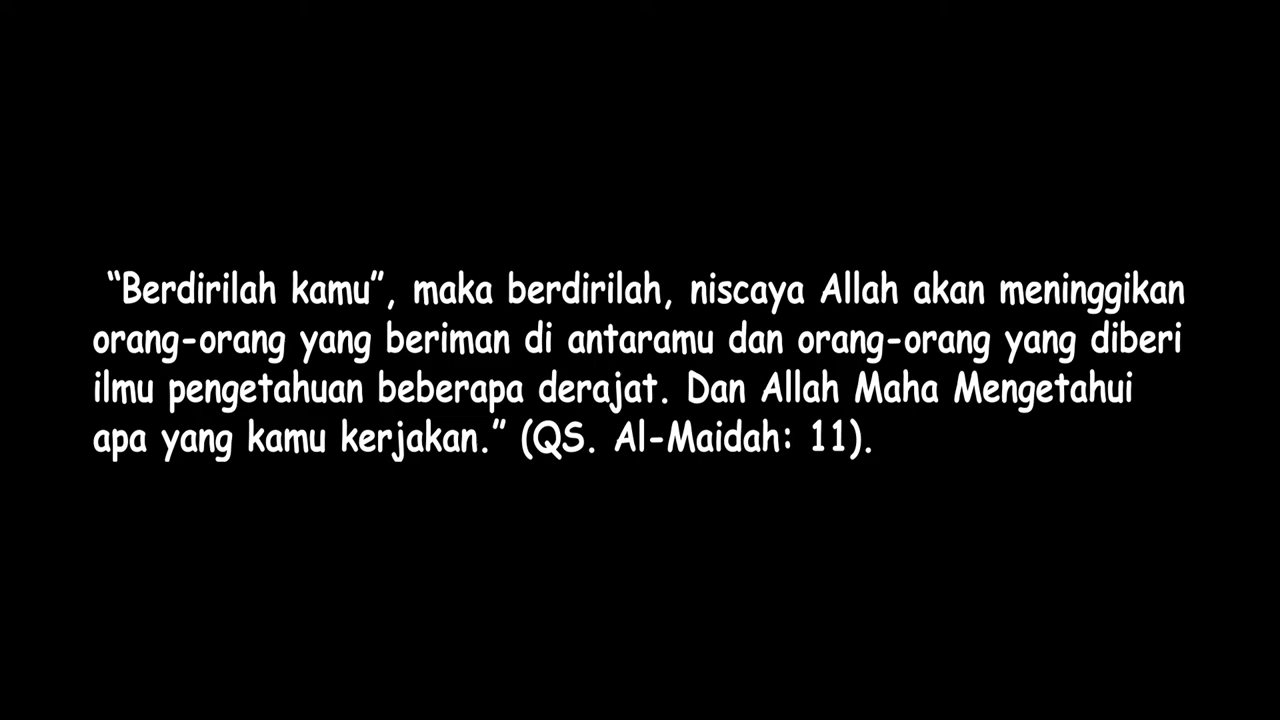 “Berdirilah kamu”, maka berdirilah, niscaya Allah akan meninggikan
orang-orang yang beriman di antaramu dan orang-orang yang diberi
ilmu pengetahuan beberapa derajat. Dan Allah Maha Mengetahui
apa yang kamu kerjakan.” (QS. Al-Maidah: 11).